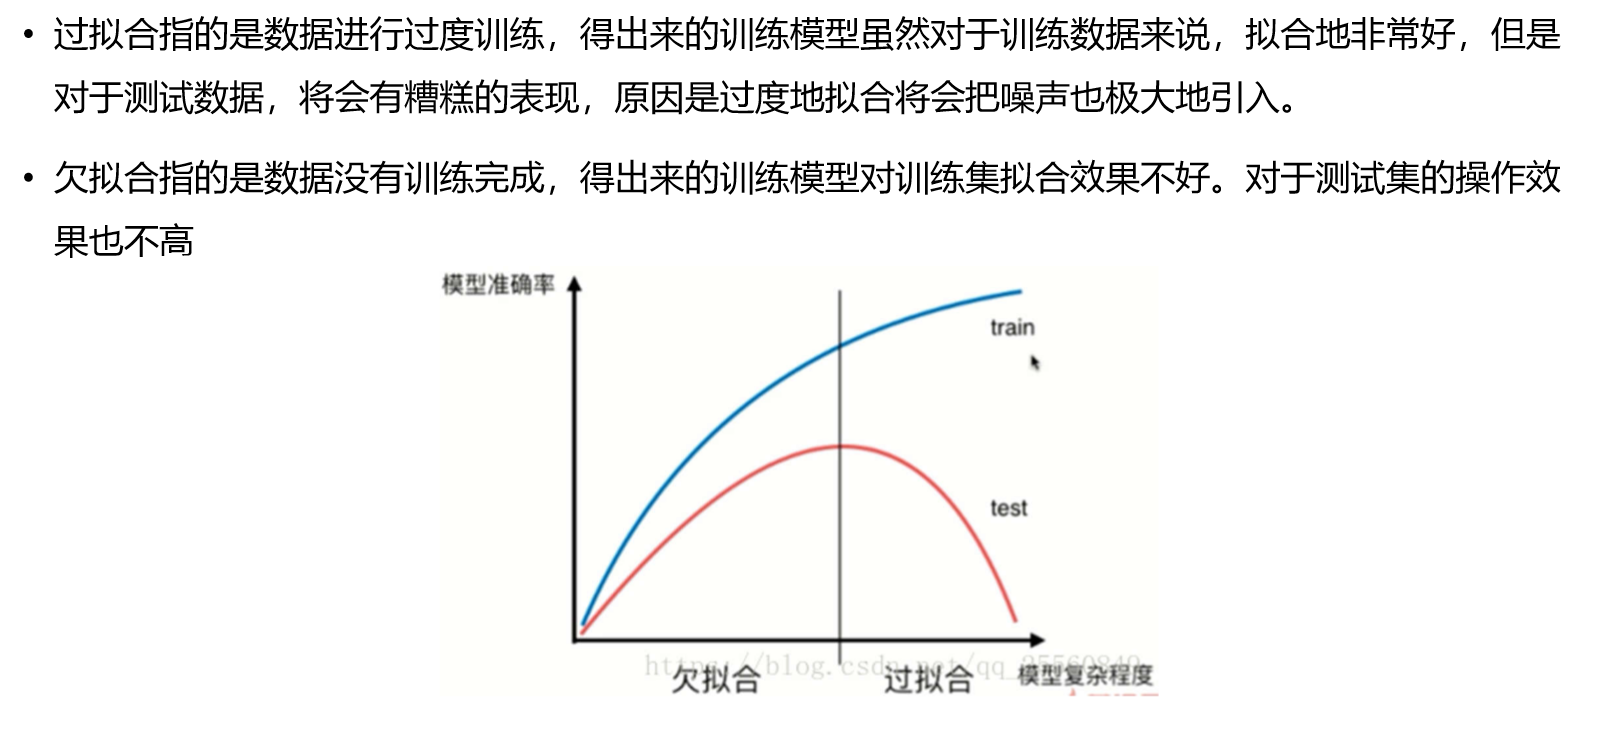 • 过拟合指的是数据进行过度训练，得出来的训练模型虽然对于训练数据来说，拟合地非常好，但是
对于测试数据，将会有糟糕的表现，原因是过度地拟合将会把噪声也极大地引入。
• 欠拟合指的是数据没有训练完成，得出来的训练模型对训练集拟合效果不好。对于测试集的操作效
果也不高
模型准确率
train
test
https://blog.csdn.net/qq_35560849
欠拟合
过拟合
模型复杂程度